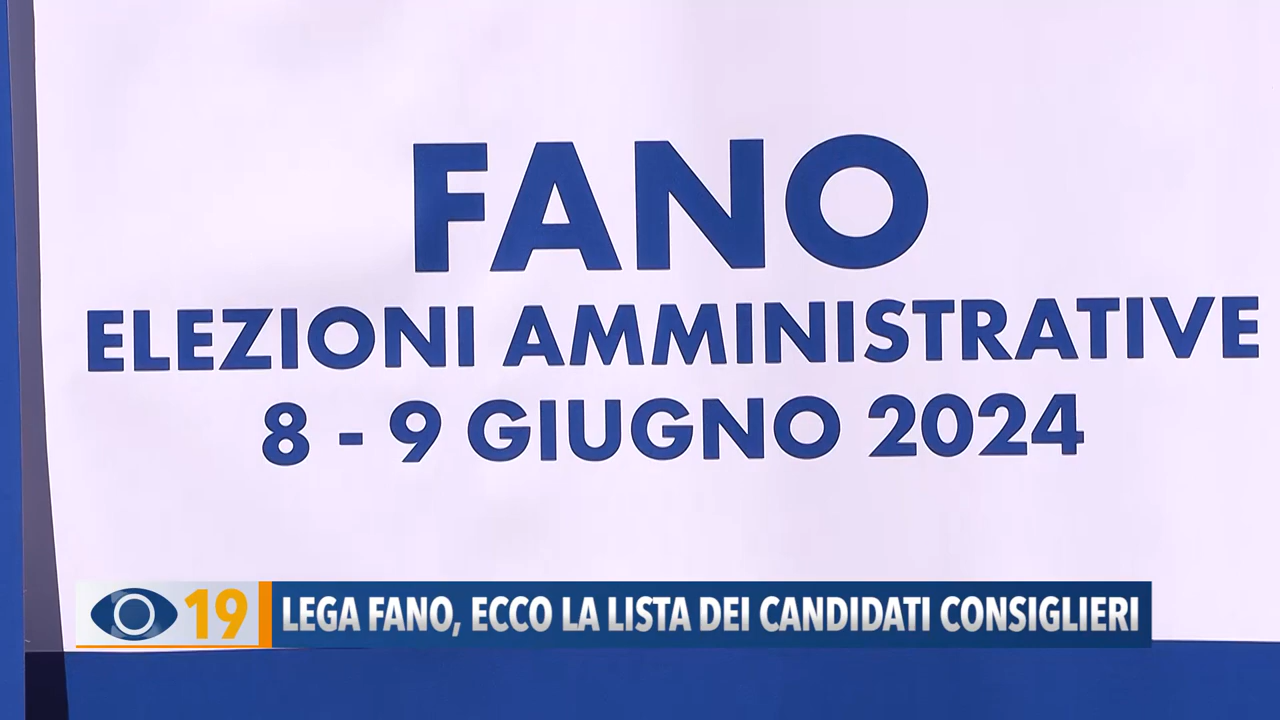 FANO
ELEZIONI AMMINISTRATIVE
8 - 9 GIUGNO 2024
19 LEGA FANO, ECCO LA LISTA DEI CANDIDATI CONSIGLIERI